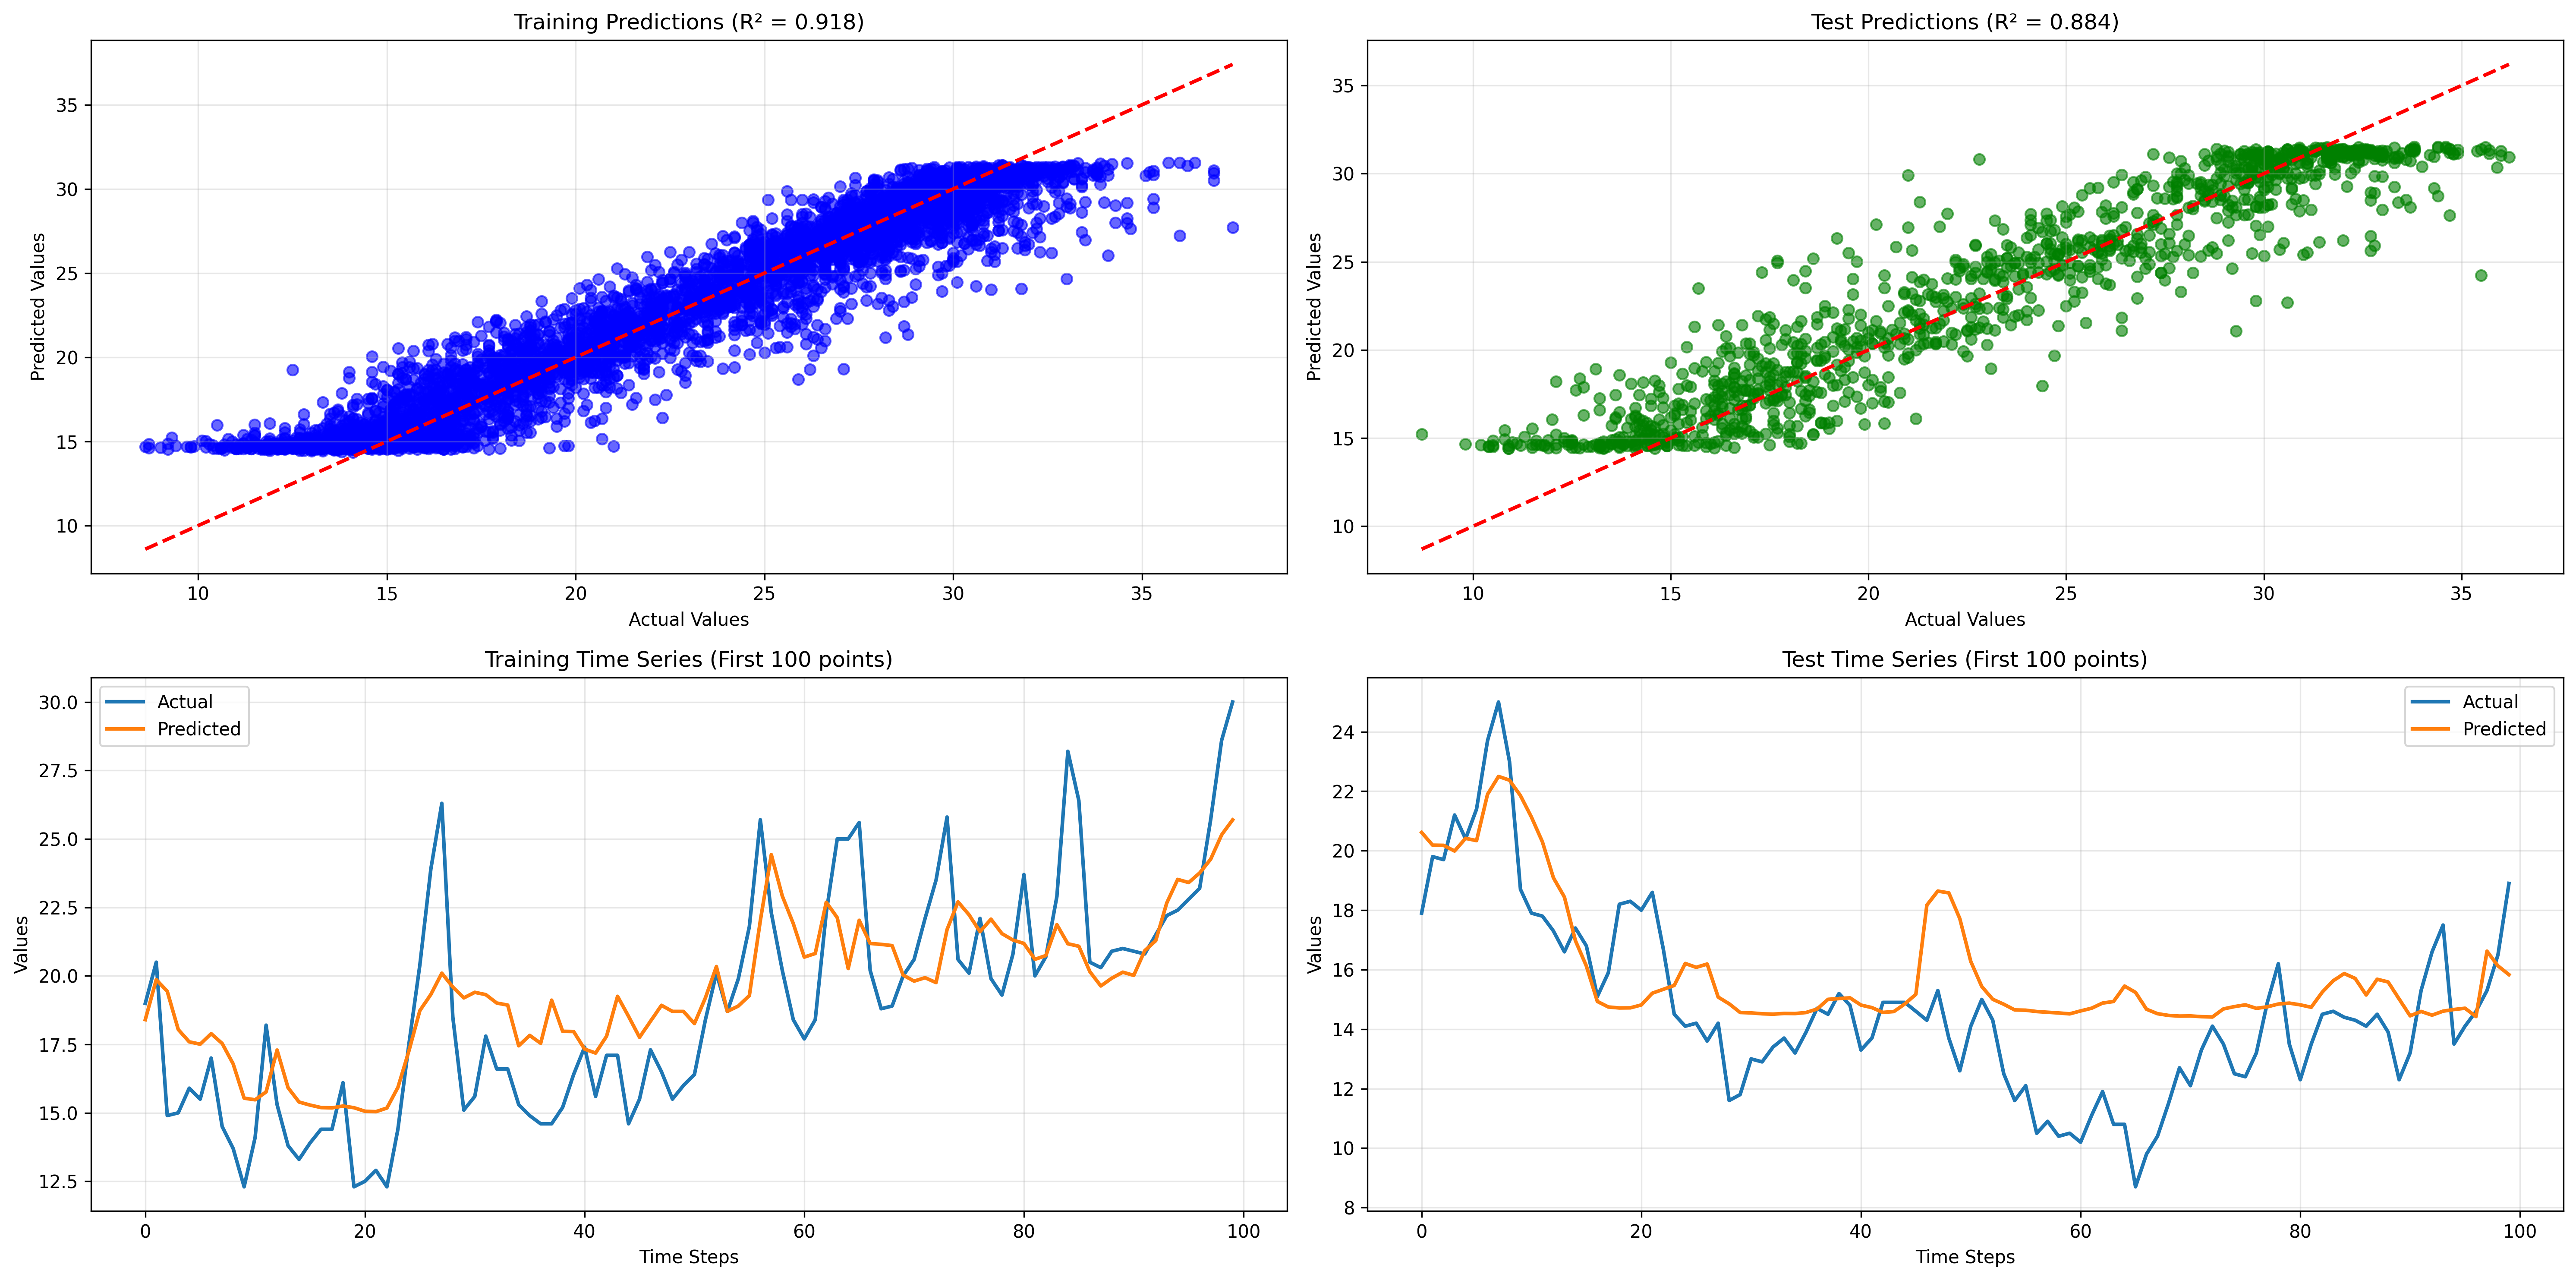 Training Predictions (R² = 0.918)
Predicted Values
35
30
25
20
15
10
10 15 20 25 30 35
Actual Values
Test Predictions (R² = 0.884)
Predicted Values
35
30
25
20
15
10
10 15 20 25 30 35
Actual Values
Training Time Series (First 100 points)
Actual
Predicted
Values
30.0
27.5
25.0
22.5
20.0
17.5
15.0
12.5
0 20 40 60 80 100
Time Steps
Test Time Series (First 100 points)
Actual
Predicted
Values
24
22
20
18
16
14
12
10
8
0 20 40 60 80 100
Time Steps